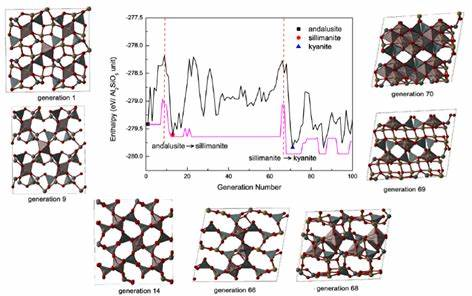 generation 1
generation 9
-277.5
-278.0
-278.5
-279.0
-279.5
-280.0
Enthalpy (eV/ Al₂SiO₅ unit)
andalusite
sillimanite
kyanite
andalusite → sillimanite
sillimanite → kyanite
0 20 40 60 80 100
Generation Number
generation 70
generation 69
generation 14
generation 66
generation 68